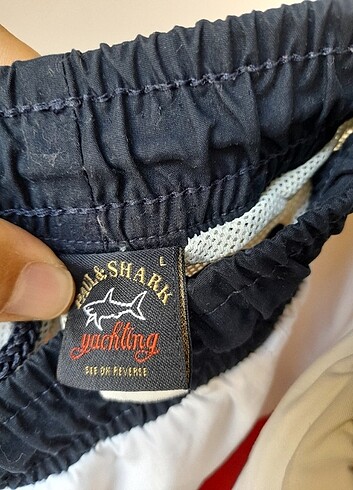 L
PAUL&SHARK
yachting
SEE ON REVERSE